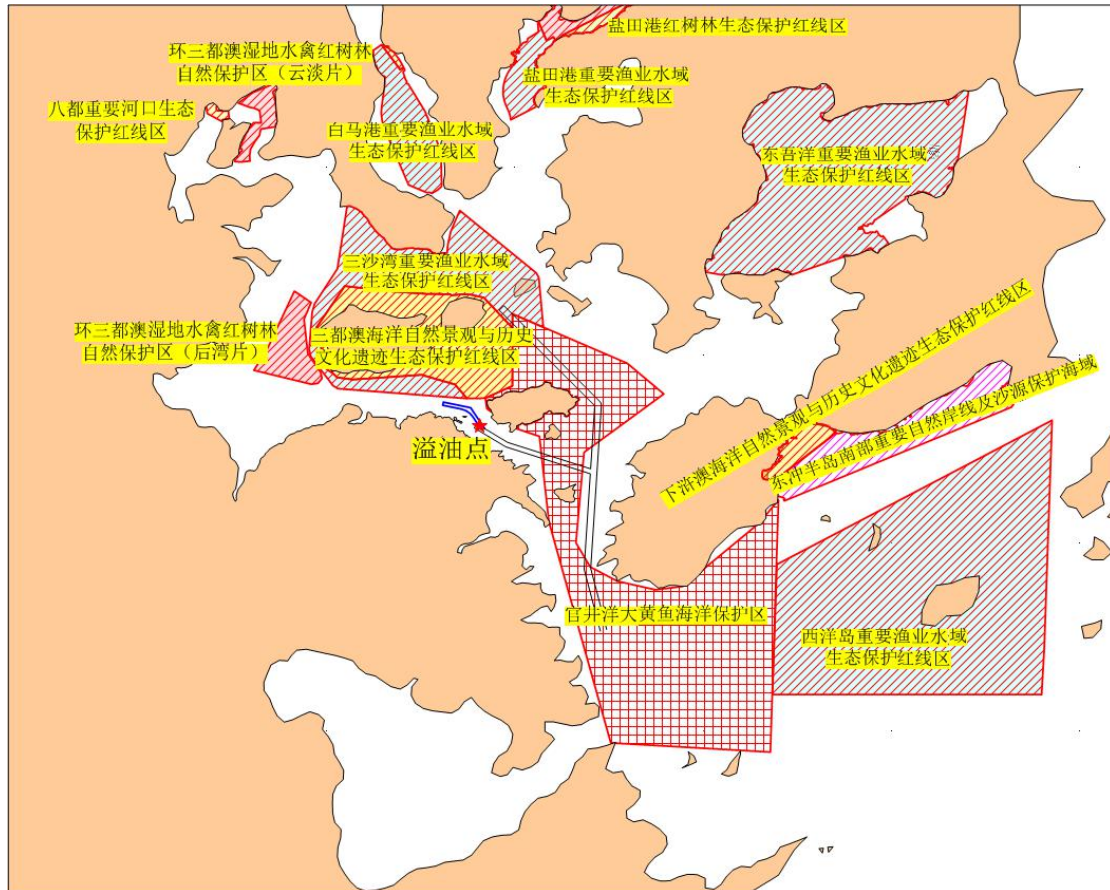 盐田港红树林生态保护红线区
环三都澳湿地水禽红树林
自然保护区（云淡片）
盐田港重要渔业水域
生态保护红线区
八都重要河口生态
保护红线区
白马港重要渔业水域
生态保护红线区
东吾洋重要渔业水域
生态保护红线区
三沙湾重要渔业水域
生态保护红线区
环三都澳湿地水禽红树林
自然保护区（后湾片）
三都澳海洋自然景观与历史
文化遗迹生态保护红线区
下浒澳海洋自然景观与历史文化遗迹生态保护红线区
东冲半岛南部重要自然岸线及沙源保护海域
溢油点
官井洋大黄鱼海洋保护区
西洋岛重要渔业水域
生态保护红线区